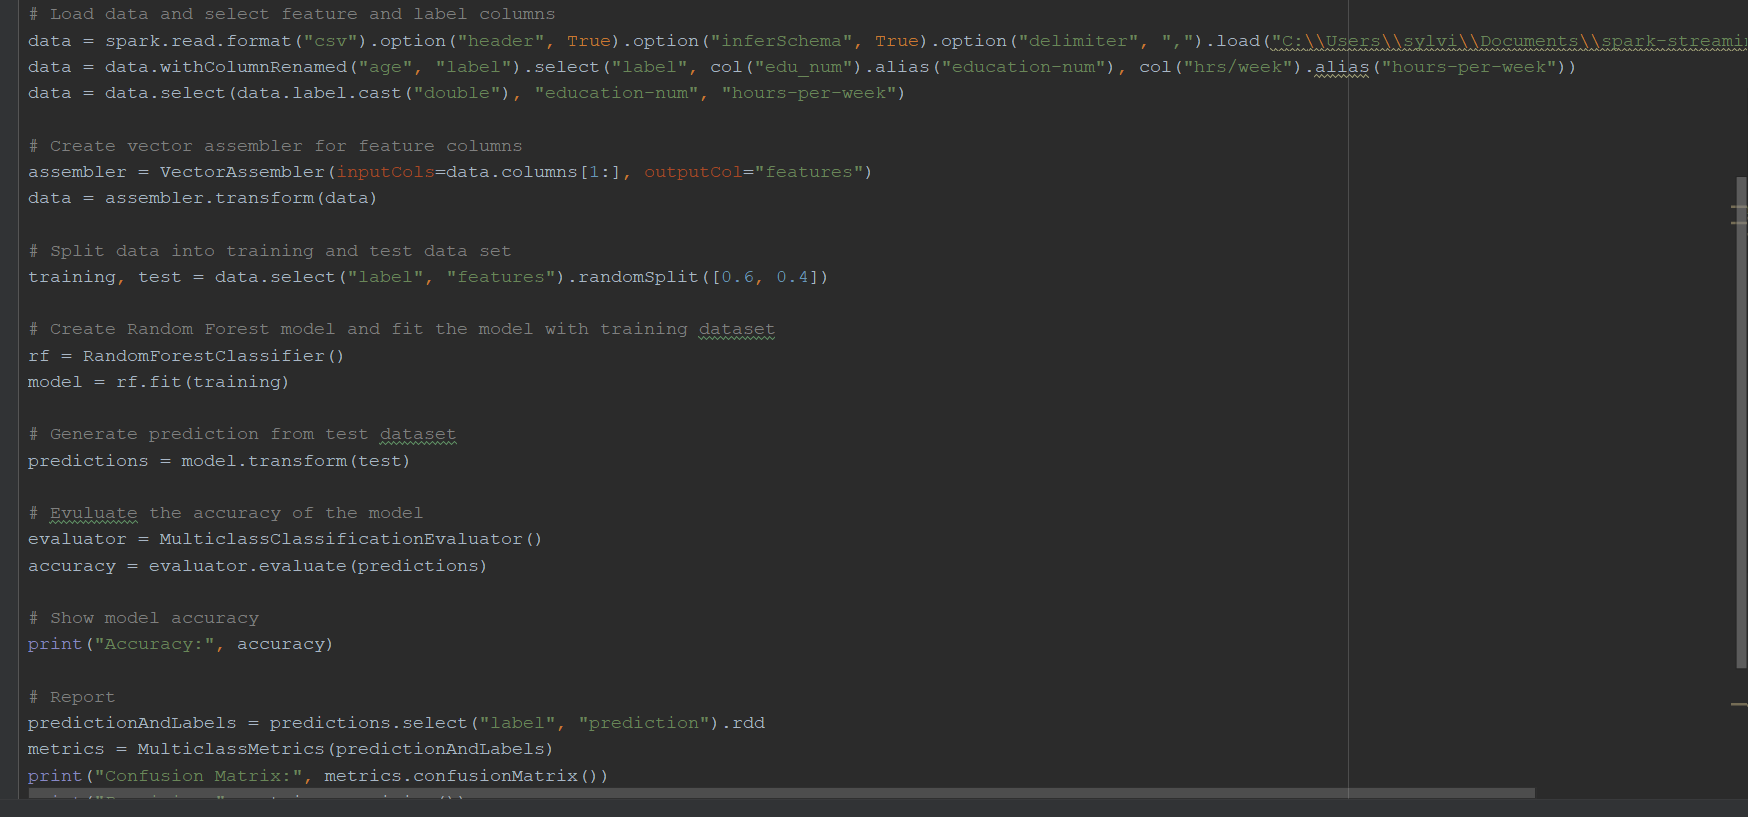 # Load data and select feature and label columns
data = spark.read.format("csv").option("header", True).option("inferSchema", True).option("delimiter", ",").load("C:\\Users\\sylvi\\Documents\\spark-streami
data = data.withColumnRenamed("age", "label").select("label", col("edu_num").alias("education-num"), col("hrs/week").alias("hours-per-week"))
data = data.select(data.label.cast("double"), "education-num", "hours-per-week")
# Create vector assembler for feature columns
assembler = VectorAssembler(inputCols=data.columns[1:], outputCol="features")
data = assembler.transform(data)
# Split data into training and test data set
training, test = data.select("label", "features").randomSplit([0.6, 0.4])
# Create Random Forest model and fit the model with training dataset
rf = RandomForestClassifier()
model = rf.fit(training)
# Generate prediction from test dataset
predictions = model.transform(test)
# Evuluate the accuracy of the model
evaluator = MulticlassClassificationEvaluator()
accuracy = evaluator.evaluate(predictions)
# Show model accuracy
print("Accuracy:", accuracy)
# Report
predictionAndLabels = predictions.select("label", "prediction").rdd
metrics = MulticlassMetrics(predictionAndLabels)
print("Confusion Matrix:", metrics.confusionMatrix())